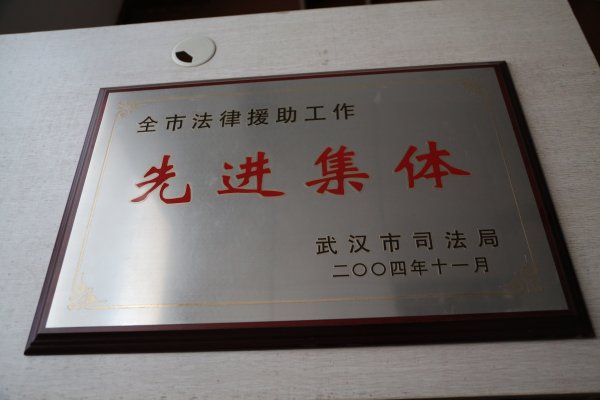 全市法律援助工作
先进集体
武汉市司法局
二〇〇四年十一月